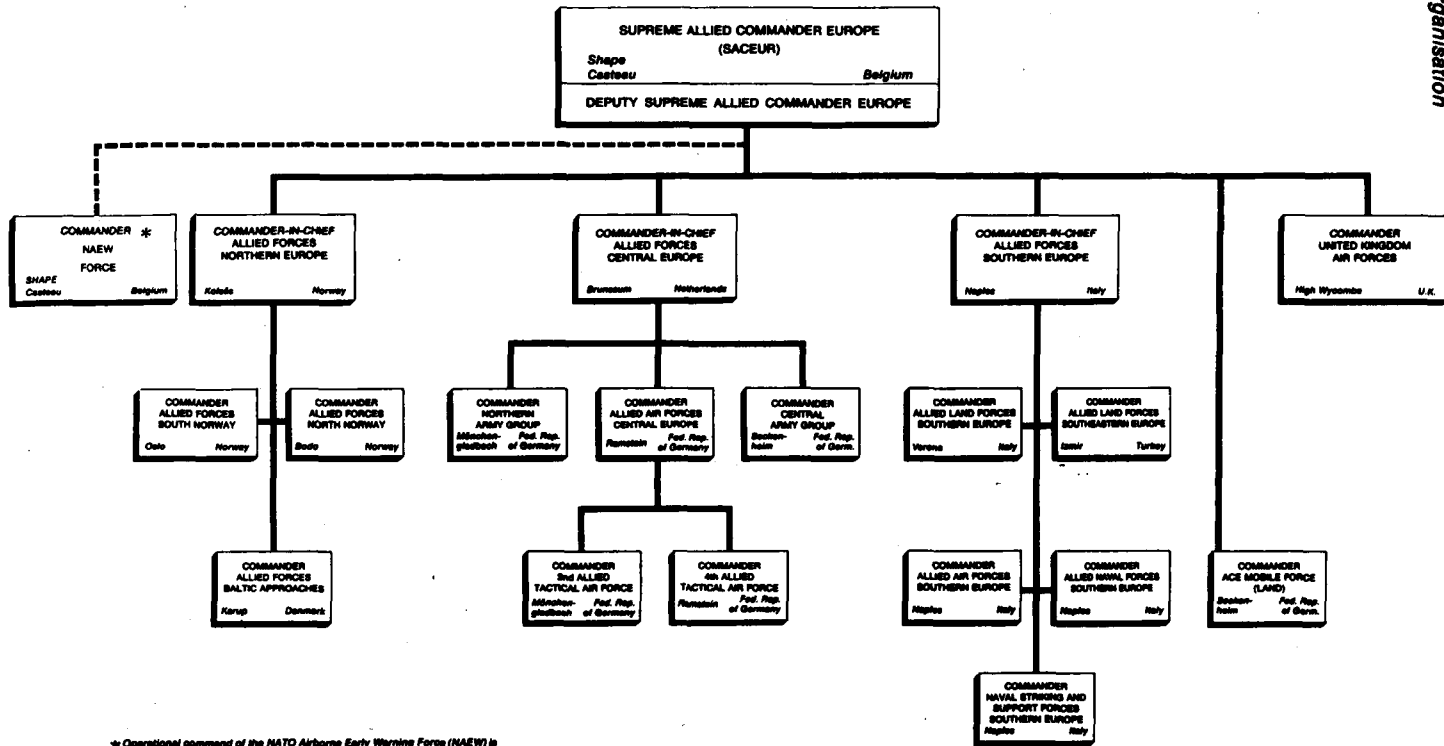 rganisation
SUPREME ALLIED COMMANDER EUROPE
(SACEUR)
Shape
Casteau Belgium
DEPUTY SUPREME ALLIED COMMANDER EUROPE
COMMANDER *
NAEW
FORCE
SHAPE
Casteau Belgium
COMMANDER-IN-CHIEF
ALLIED FORCES
NORTHERN EUROPE
Kolsås Norway
COMMANDER-IN-CHIEF
ALLIED FORCES
CENTRAL EUROPE
Brunssum Netherlands
COMMANDER-IN-CHIEF
ALLIED FORCES
SOUTHERN EUROPE
Naples Italy
COMMANDER
UNITED KINGDOM
AIR FORCES
High Wycombe U.K.
COMMANDER
ALLIED FORCES
SOUTH NORWAY
Oslo Norway
COMMANDER
ALLIED FORCES
NORTH NORWAY
Bodo Norway
COMMANDER
NORTHERN
ARMY GROUP
Mönchen- Fed. Rep.
gladbach of Germany
COMMANDER
ALLIED AIR FORCES
CENTRAL EUROPE
Ramstein Fed. Rep.
of Germany
COMMANDER
CENTRAL
ARMY GROUP
Secken- Fed. Rep.
heim of Germ.
COMMANDER
ALLIED LAND FORCES
SOUTHERN EUROPE
Verona Italy
COMMANDER
ALLIED LAND FORCES
SOUTHEASTERN EUROPE
Izmir Turkey
COMMANDER
ALLIED FORCES
BALTIC APPROACHES
Karup Denmark
COMMANDER
2nd ALLIED
TACTICAL AIR FORCE
Mönchen- Fed. Rep.
gladbach of Germany
COMMANDER
4th ALLIED
TACTICAL AIR FORCE
Ramstein Fed. Rep.
of Germany
COMMANDER
ALLIED AIR FORCES
SOUTHERN EUROPE
Naples Italy
COMMANDER
ALLIED NAVAL FORCES
SOUTHERN EUROPE
Naples Italy
COMMANDER
ACE MOBILE FORCE
(LAND)
Secken- Fed. Rep.
heim of Germ.
COMMANDER
NAVAL STRIKING AND
SUPPORT FORCES
SOUTHERN EUROPE
Naples Italy
* Operational command of the NATO Airborne Early Warning Force (NAEW) is